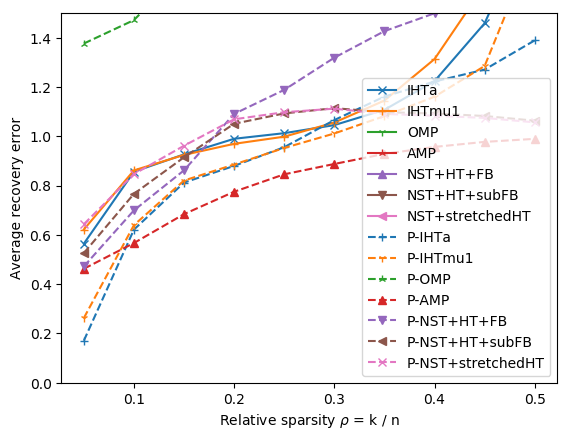 1.4
1.2
1.0
0.8
0.6
0.4
0.2
0.0
Average recovery error
IHTa
IHTmu1
OMP
AMP
NST+HT+FB
NST+HT+subFB
NST+stretchedHT
P-IHTa
P-IHTmu1
P-OMP
P-AMP
P-NST+HT+FB
P-NST+HT+subFB
P-NST+stretchedHT
0.1 0.2 0.3 0.4 0.5
Relative sparsity ρ = k / n